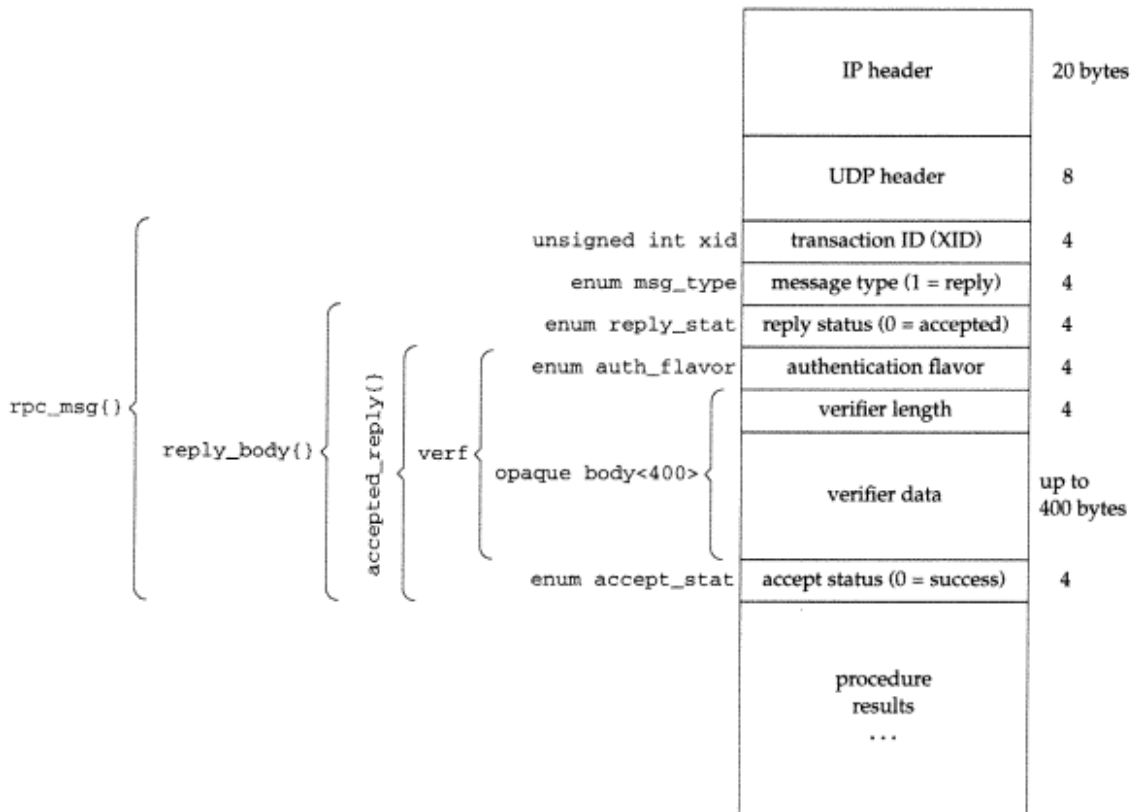 IP header 20 bytes
UDP header 8
unsigned int xid transaction ID (XID) 4
enum msg_type message type (1 = reply) 4
enum reply_stat reply status (0 = accepted) 4
enum auth_flavor authentication flavor 4
rpc_msg{} verifier length 4
reply_body{} accepted_reply{} verf opaque body<400> verifier data up to
400 bytes
enum accept_stat accept status (0 = success) 4
procedure
results
...